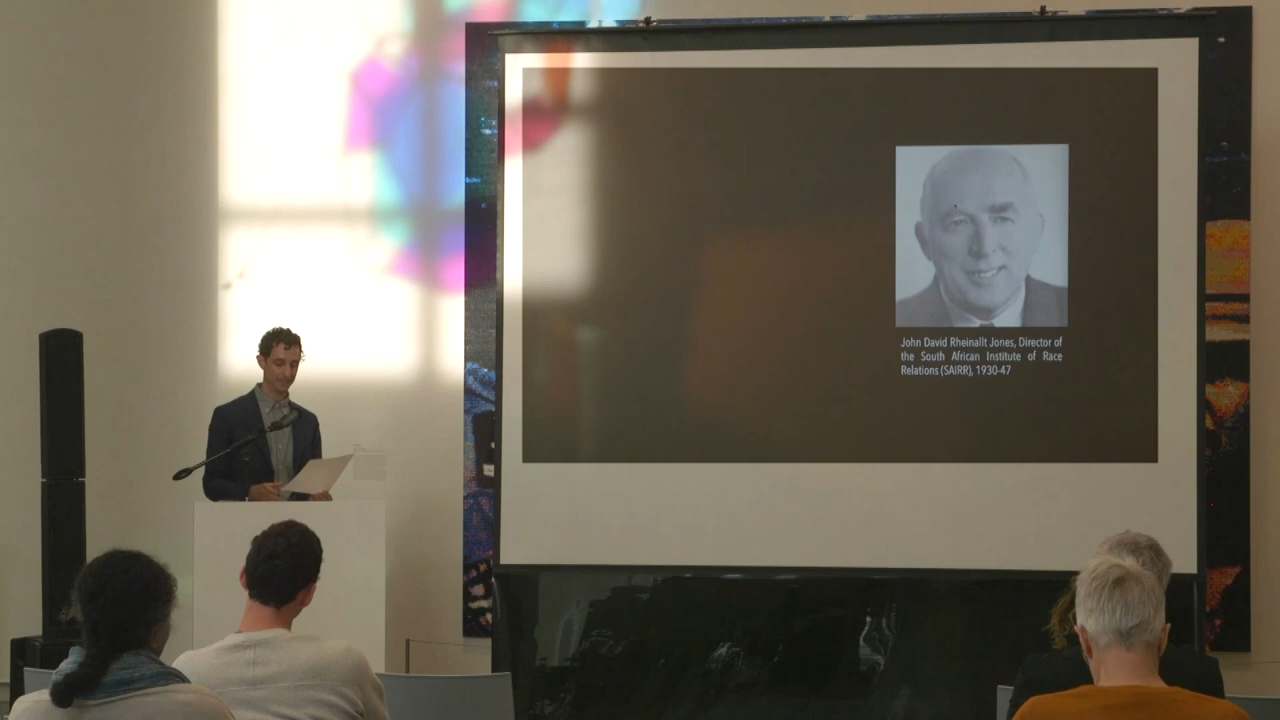 John David Rheinallt Jones, Director of
the South African Institute of Race
Relations (SAIRR), 1930-47